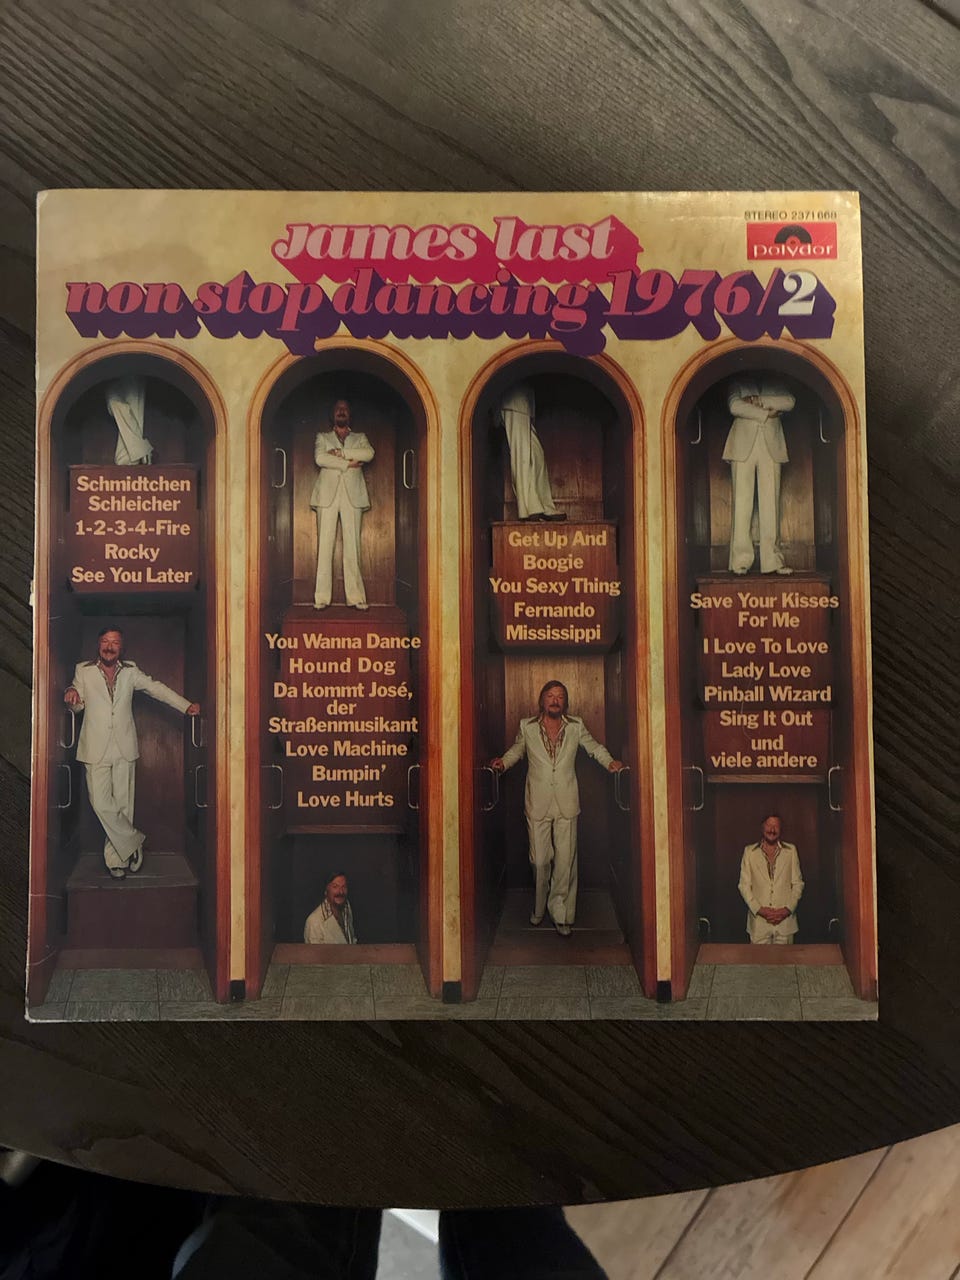 STEREO 2371 668
Polydor
james last
non stop dancing 1976/2
Schmidtchen
Schleicher
1-2-3-4-Fire
Rocky
See You Later
You Wanna Dance
Hound Dog
Da kommt José,
der
Straßenmusikant
Love Machine
Bumpin'
Love Hurts
Get Up And
Boogie
You Sexy Thing
Fernando
Mississippi
Save Your Kisses
For Me
I Love To Love
Lady Love
Pinball Wizard
Sing It Out
und
viele andere